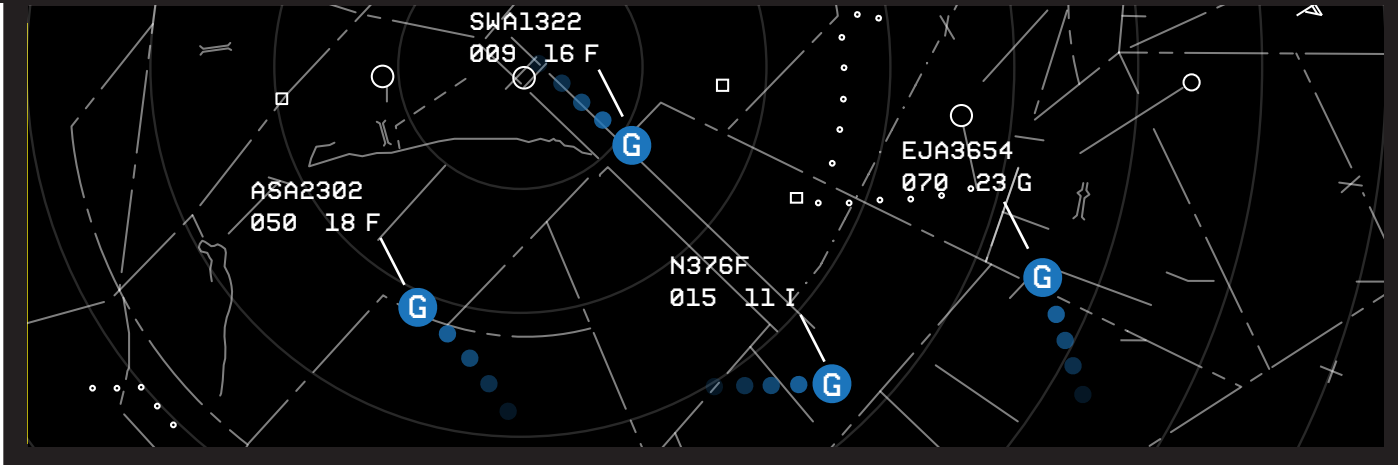 SWA1322
009 16 F
G
EJA3654
070 23 G
ASA2302
050 18 F
G
N376F
015 11 I
G
G